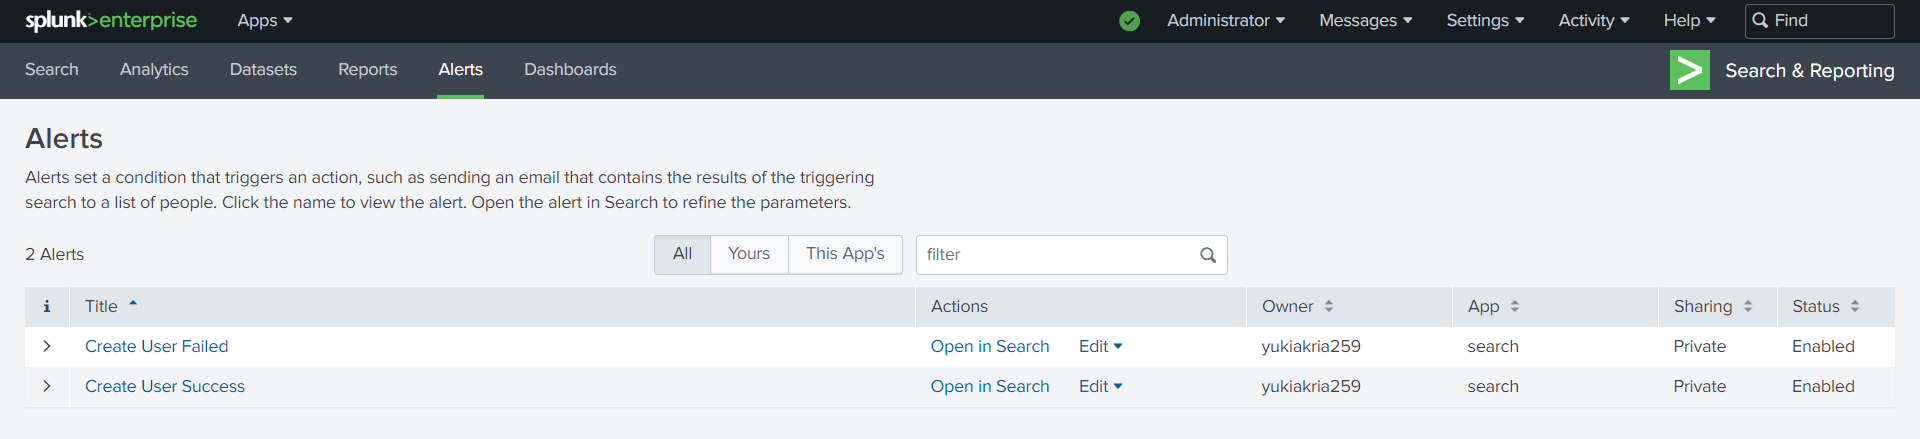 splunk>enterprise Apps Administrator Messages Settings Activity Help Find
Search Analytics Datasets Reports Alerts Dashboards > Search & Reporting
Alerts
Alerts set a condition that triggers an action, such as sending an email that contains the results of the triggering
search to a list of people. Click the name to view the alert. Open the alert in Search to refine the parameters.
2 Alerts All Yours This App's filter
i Title Actions Owner App Sharing Status
> Create User Failed Open in Search Edit yukiakria259 search Private Enabled
> Create User Success Open in Search Edit yukiakria259 search Private Enabled